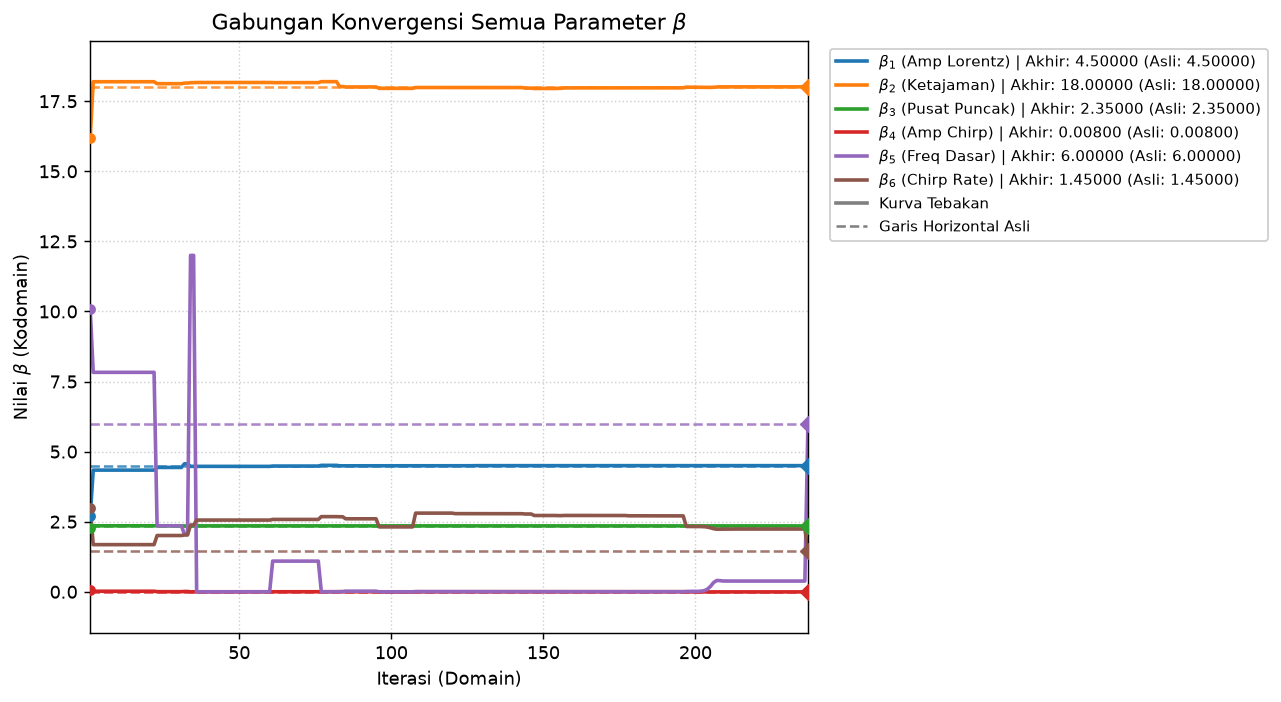 Gabungan Konvergensi Semua Parameter β
Nilai β (Kodomain)
17.5
15.0
12.5
10.0
7.5
5.0
2.5
0.0
50
100
150
200
Iterasi (Domain)
β₁ (Amp Lorentz) | Akhir: 4.50000 (Asli: 4.50000)
β₂ (Ketajaman) | Akhir: 18.00000 (Asli: 18.00000)
β₃ (Pusat Puncak) | Akhir: 2.35000 (Asli: 2.35000)
β₄ (Amp Chirp) | Akhir: 0.00800 (Asli: 0.00800)
β₅ (Freq Dasar) | Akhir: 6.00000 (Asli: 6.00000)
β₆ (Chirp Rate) | Akhir: 1.45000 (Asli: 1.45000)
Kurva Tebakan
Garis Horizontal Asli